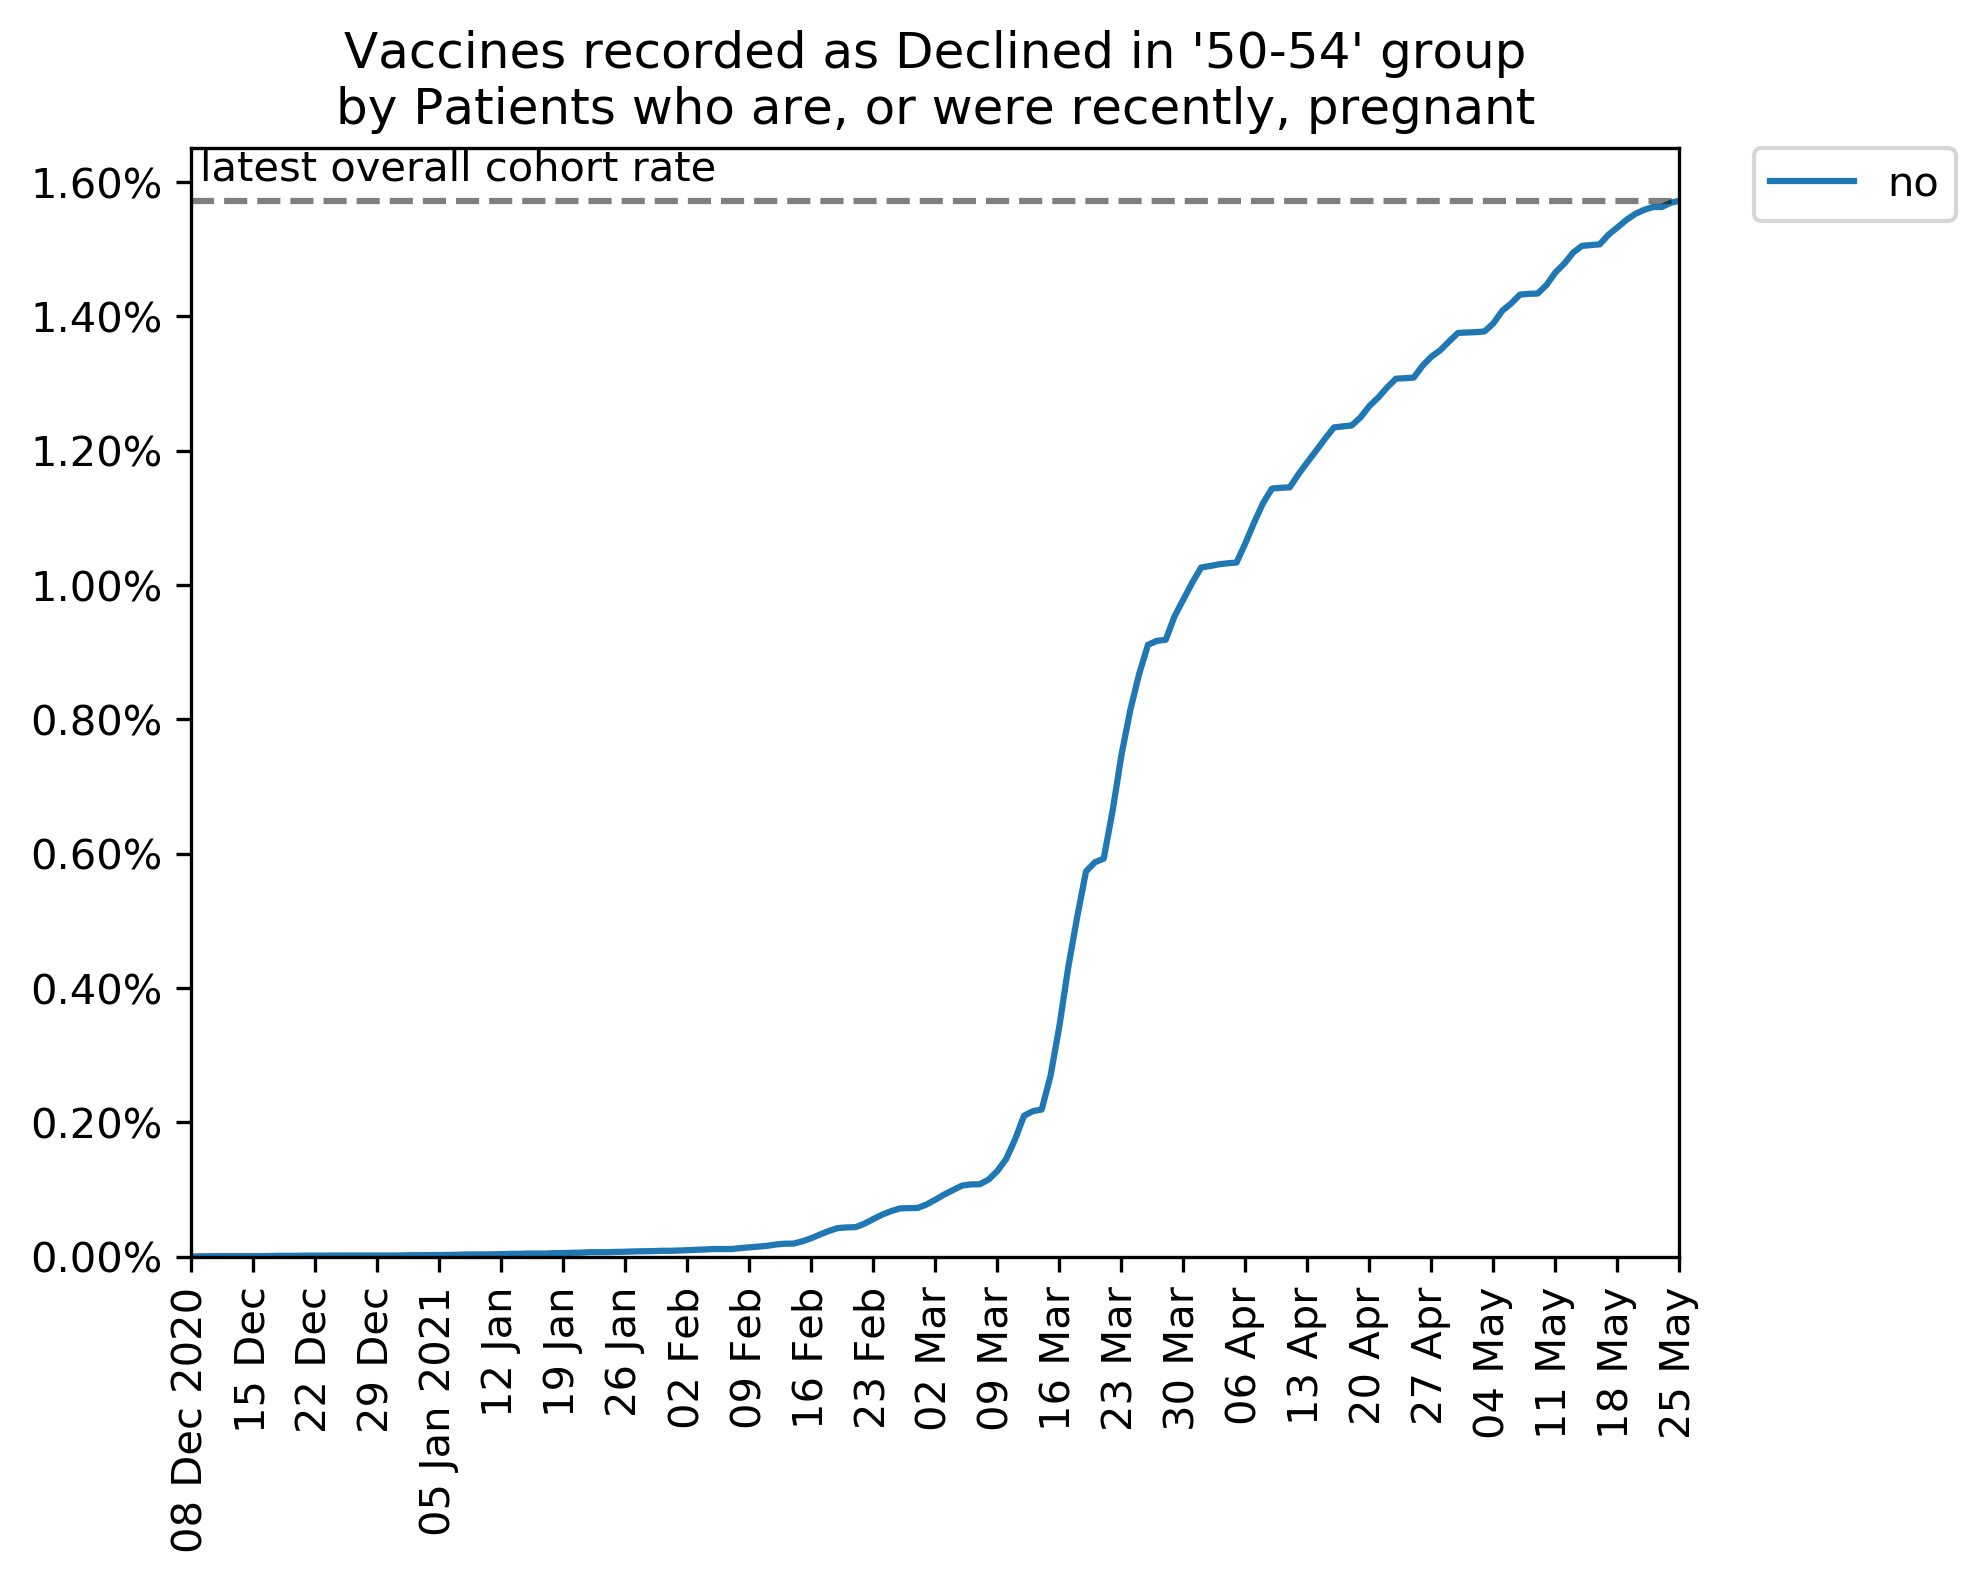 Vaccines recorded as Declined in '50-54' group
by Patients who are, or were recently, pregnant
latest overall cohort rate
no
1.60%
1.40%
1.20%
1.00%
0.80%
0.60%
0.40%
0.20%
0.00%
08 Dec 2020
15 Dec
22 Dec
29 Dec
05 Jan 2021
12 Jan
19 Jan
26 Jan
02 Feb
09 Feb
16 Feb
23 Feb
02 Mar
09 Mar
16 Mar
23 Mar
30 Mar
06 Apr
13 Apr
20 Apr
27 Apr
04 May
11 May
18 May
25 May